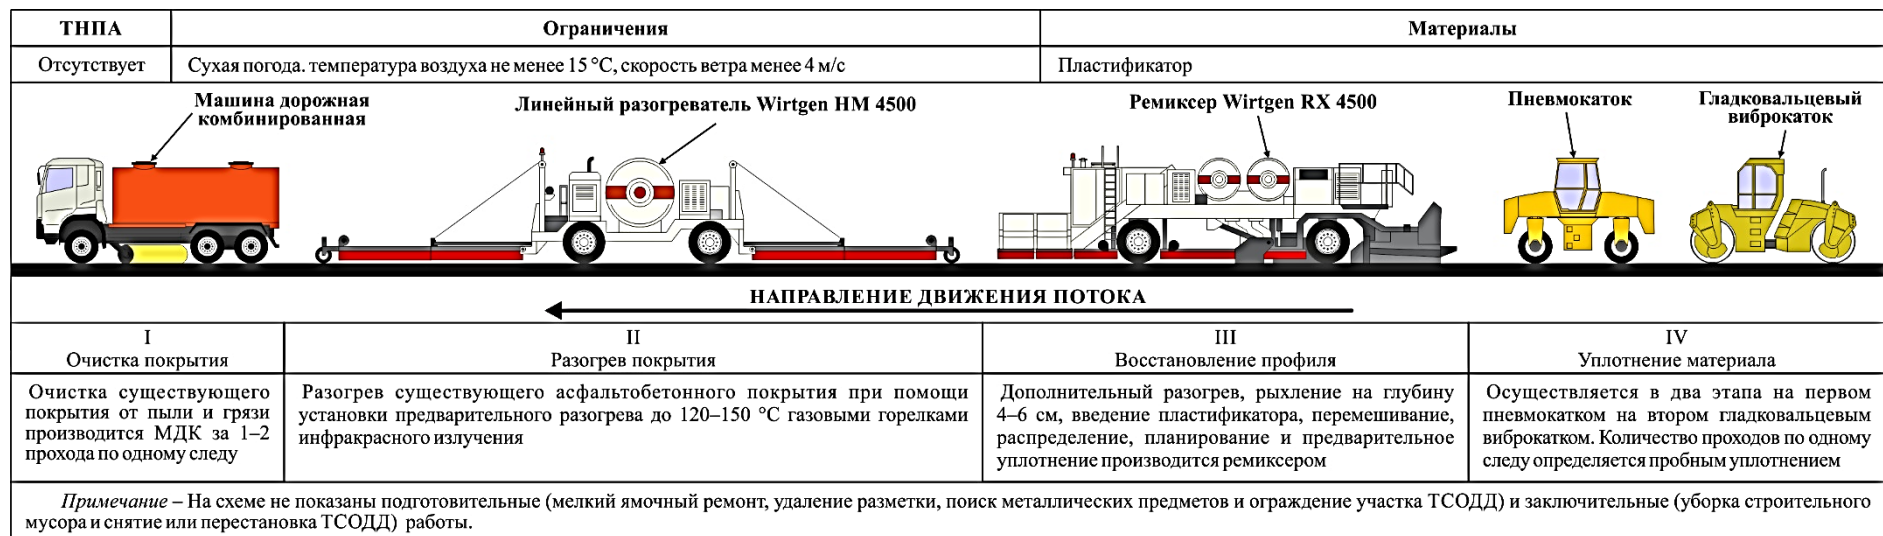 ТНПА
Ограничения
Материалы
Отсутствует
Сухая погода. температура воздуха не менее 15 °С, скорость ветра менее 4 м/с
Пластификатор
Машина дорожная
комбинированная
Линейный разогреватель Wirtgen HM 4500
Ремиксер Wirtgen RX 4500
Пневмокаток
Гладковальцевый
виброкаток
НАПРАВЛЕНИЕ ДВИЖЕНИЯ ПОТОКА
I
Очистка покрытия
II
Разогрев покрытия
III
Восстановление профиля
IV
Уплотнение материала
Очистка существующего
покрытия от пыли и грязи
производится МДК за 1–2
прохода по одному следу
Разогрев существующего асфальтобетонного покрытия при помощи
установки предварительного разогрева до 120–150 °С газовыми горелками
инфракрасного излучения
Дополнительный разогрев, рыхление на глубину
4–6 см, введение пластификатора, перемешивание,
распределение, планирование и предварительное
уплотнение производится ремиксером
Осуществляется в два этапа на первом
пневмокатком на втором гладковальцевым
виброкатком. Количество проходов по одному
следу определяется пробным уплотнением
Примечание – На схеме не показаны подготовительные (мелкий ямочный ремонт, удаление разметки, поиск металлических предметов и ограждение участка ТСОДД) и заключительные (уборка строительного
мусора и снятие или перестановка ТСОДД) работы.